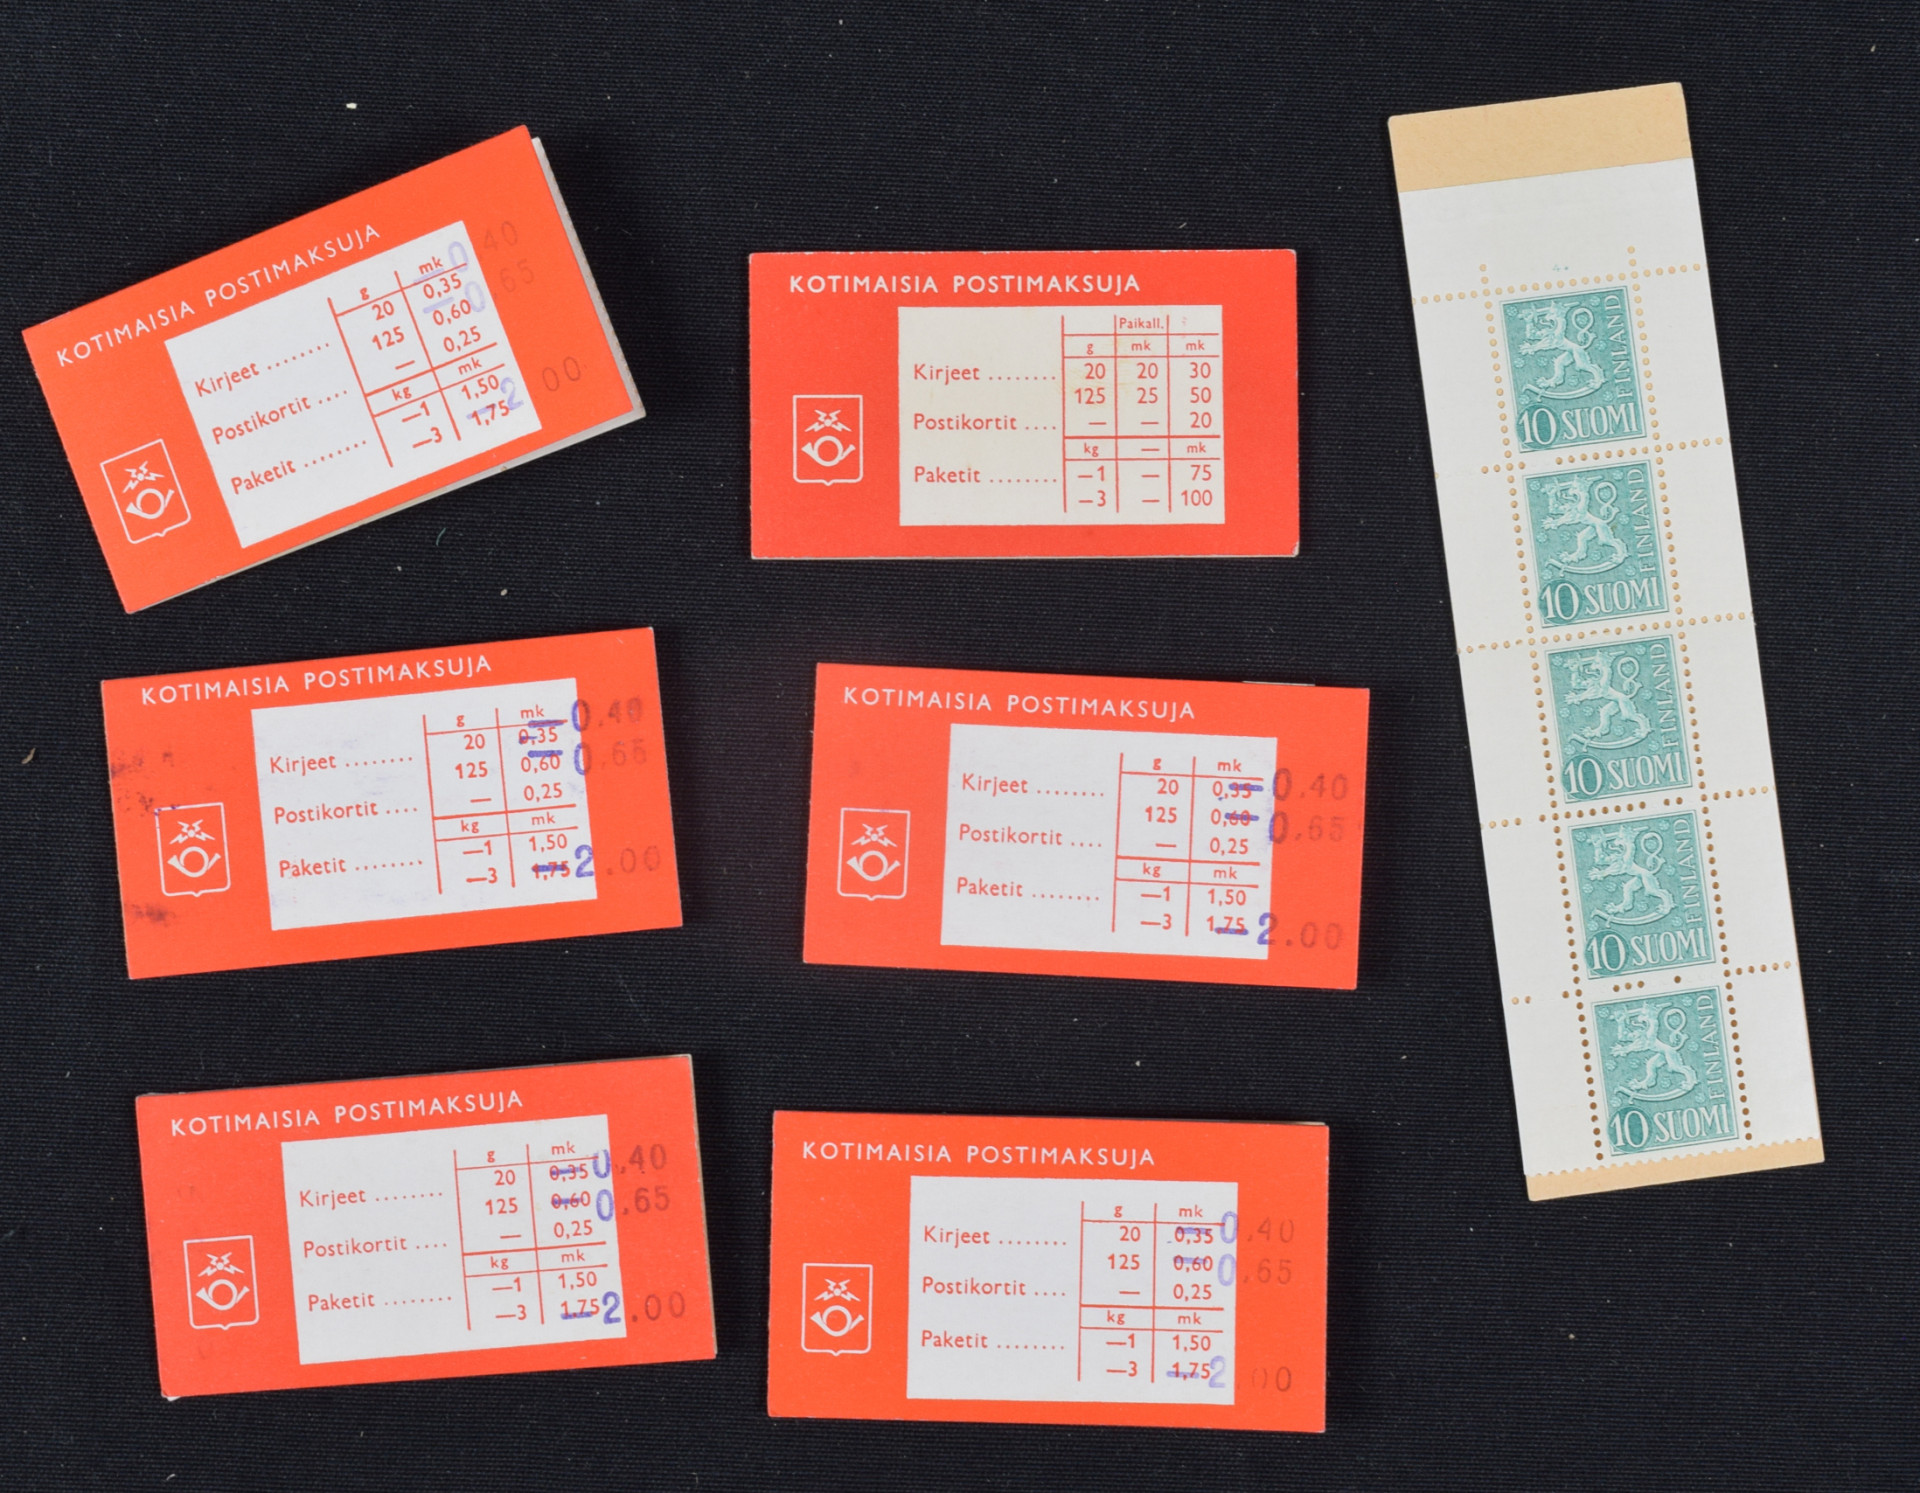 KOTIMAISIA POSTIMAKSUJA
g mk
Kirjeet ........ 20 0,35 0.40
125 0,60 0.65
Postikortit .... — 0,25
kg mk
Paketit ........ —1 1,50
—3 1,75 2.00
KOTIMAISIA POSTIMAKSUJA
Paikall.
g mk mk
Kirjeet ........ 20 20 30
125 25 50
Postikortit .... — — 20
kg — mk
Paketit ........ —1 — 75
—3 — 100
KOTIMAISIA POSTIMAKSUJA
g mk
Kirjeet ........ 20 0,35 0.40
125 0,60 0.65
Postikortit .... — 0,25
kg mk
Paketit ........ —1 1,50
—3 1,75 2.00
KOTIMAISIA POSTIMAKSUJA
g mk
Kirjeet ........ 20 0,35 0.40
125 0,60 0.65
Postikortit .... — 0,25
kg mk
Paketit ........ —1 1,50
—3 1,75 2.00
KOTIMAISIA POSTIMAKSUJA
g mk
Kirjeet ........ 20 0,35 0.40
125 0,60 0.65
Postikortit .... — 0,25
kg mk
Paketit ........ —1 1,50
—3 1,75 2.00
KOTIMAISIA POSTIMAKSUJA
g mk
Kirjeet ........ 20 0,35 0.40
125 0,60 0.65
Postikortit .... — 0,25
kg mk
Paketit ........ —1 1,50
—3 1,75 2.00
FINLAND
10 SUOMI
FINLAND
10 SUOMI
FINLAND
10 SUOMI
FINLAND
10 SUOMI
FINLAND
10 SUOMI